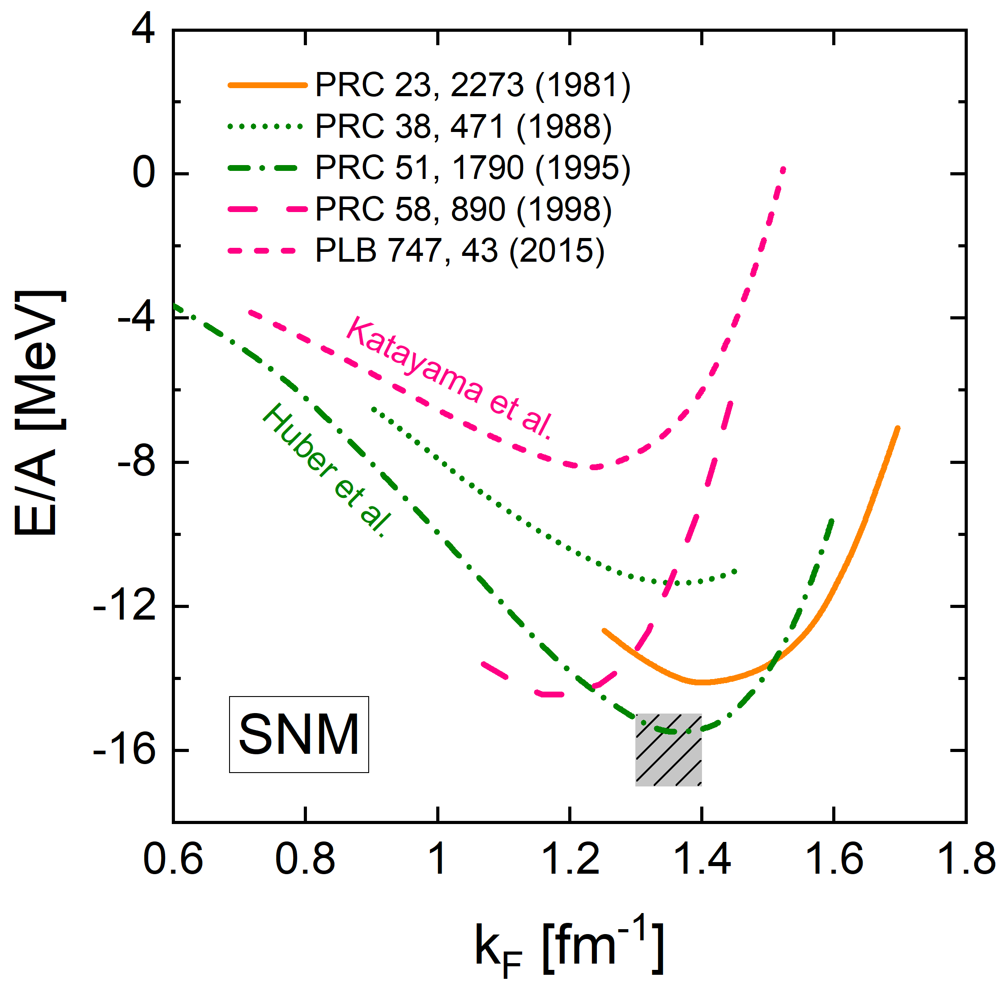 4
0
-4
-8
-12
-16
E/A [MeV]
PRC 23, 2273 (1981)
PRC 38, 471 (1988)
PRC 51, 1790 (1995)
PRC 58, 890 (1998)
PLB 747, 43 (2015)
Katayama et al.
Huber et al.
SNM
0.6 0.8 1 1.2 1.4 1.6 1.8
k_F [fm^-1]